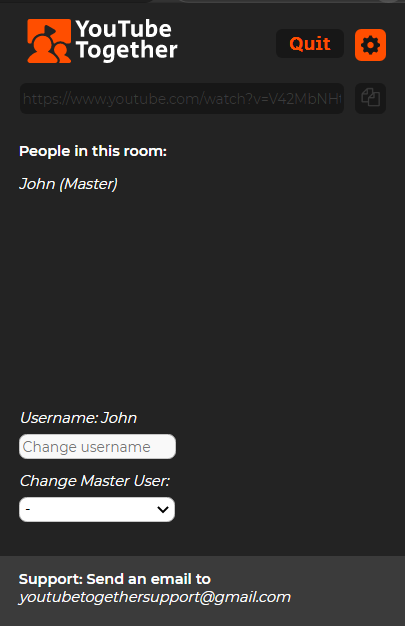 YouTube
Together
Quit
https://www.youtube.com/watch?v=V42MbNH
People in this room:
John (Master)
Username: John
Change username
Change Master User:
-
Support: Send an email to
youtubetogethersupport@gmail.com